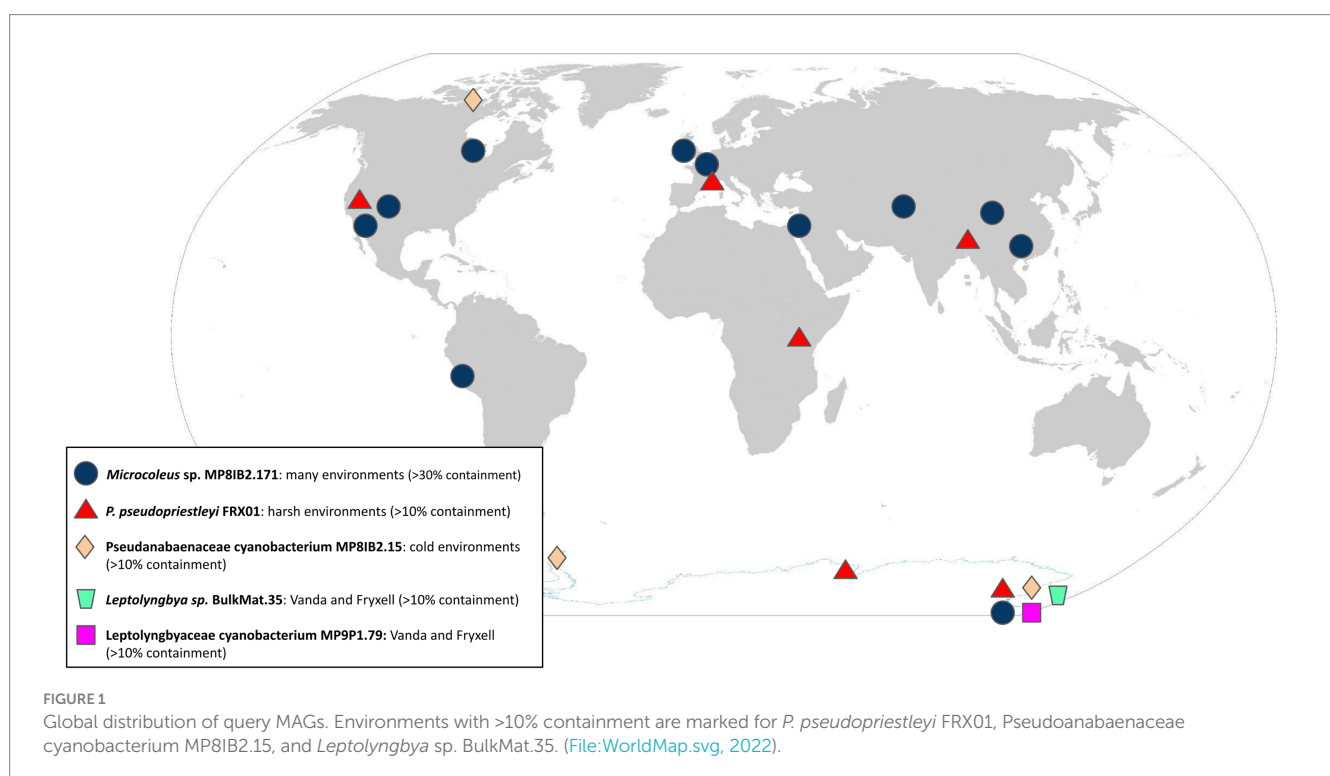 Microcoleus sp. MP8IB2.171: many environments (>30% containment)
P. pseudopriestleyi FRX01: harsh environments (>10% containment)
Pseudanabaenaceae cyanobacterium MP8IB2.15: cold environments
(>10% containment)
Leptolyngbya sp. BulkMat.35: Vanda and Fryxell (>10% containment)
Leptolyngbyaceae cyanobacterium MP9P1.79: Vanda and Fryxell
(>10% containment)
FIGURE 1
Global distribution of query MAGs. Environments with >10% containment are marked for P. pseudopriestleyi FRX01, Pseudoanabaenaceae
cyanobacterium MP8IB2.15, and Leptolyngbya sp. BulkMat.35. (File:WorldMap.svg, 2022).